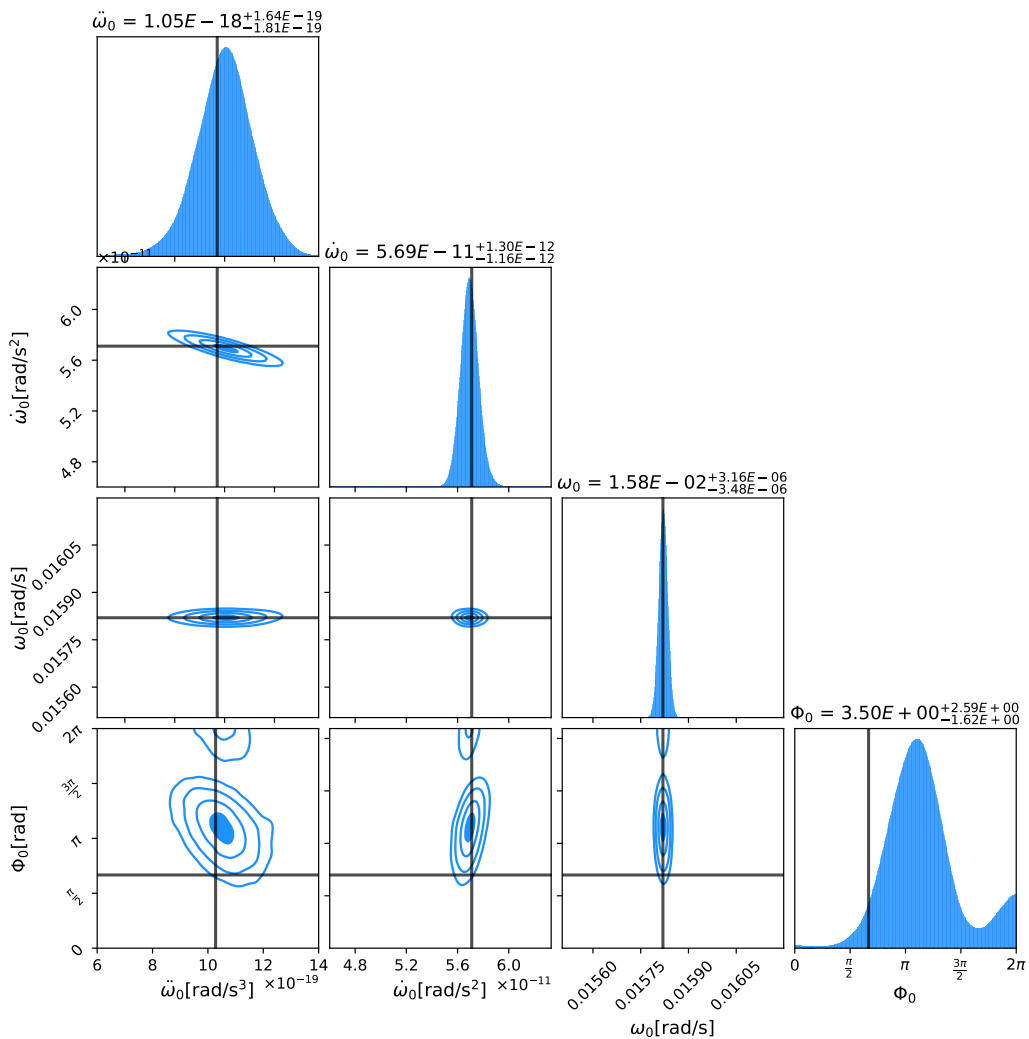 ω̈₀ = 1.05E − 18⁺¹·⁶⁴ᴱ⁻¹⁹₋₁.₈₁E₋₁₉
×10⁻¹¹
ω̇₀ = 5.69E − 11⁺¹·³⁰ᴱ⁻¹²₋₁.₁₆E₋₁₂
6.0
5.6
5.2
4.8
ω̇₀[rad/s²]
ω₀ = 1.58E − 02⁺³·¹⁶ᴱ⁻⁰⁶₋₃.₄₈E₋₀₆
0.01605
0.01590
0.01575
0.01560
ω₀[rad/s]
Φ₀ = 3.50E + 00⁺²·⁵⁹ᴱ⁺⁰⁰₋₁.₆₂E₊₀₀
2π
3π/2
π
π/2
0
Φ₀[rad]
6 8 10 12 14
×10⁻¹⁹
ω̈₀[rad/s³]
4.8 5.2 5.6 6.0
×10⁻¹¹
ω̇₀[rad/s²]
0.01560 0.01575 0.01590 0.01605
ω₀[rad/s]
0 π/2 π 3π/2 2π
Φ₀